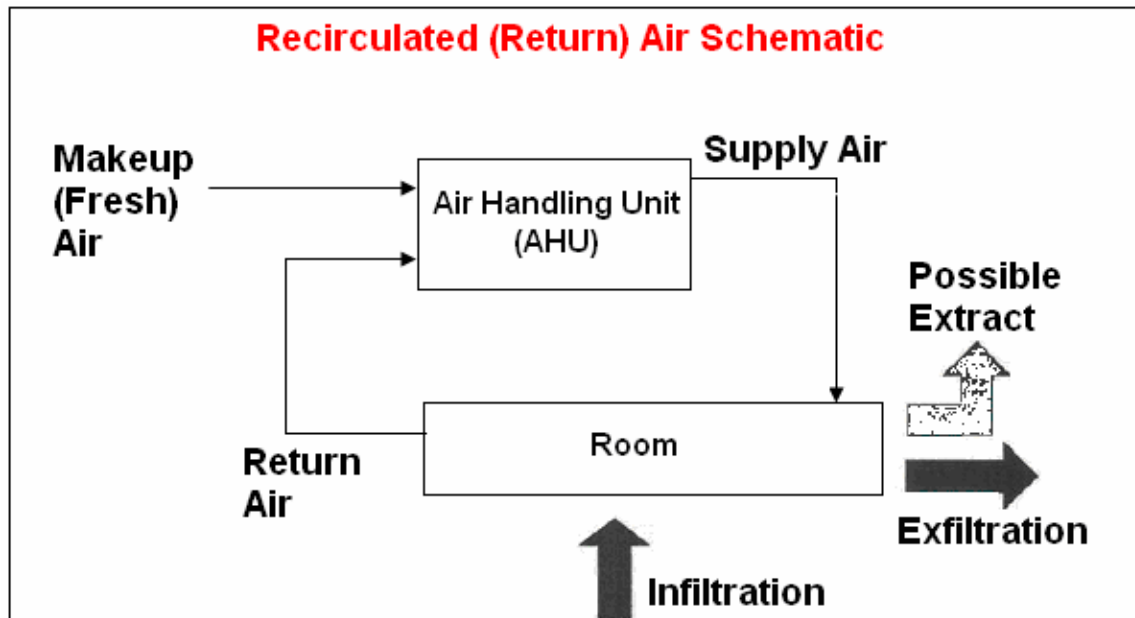 Recirculated (Return) Air Schematic
Makeup
(Fresh)
Air
Supply Air
Air Handling Unit
(AHU)
Possible
Extract
Room
Return
Air
Exfiltration
Infiltration